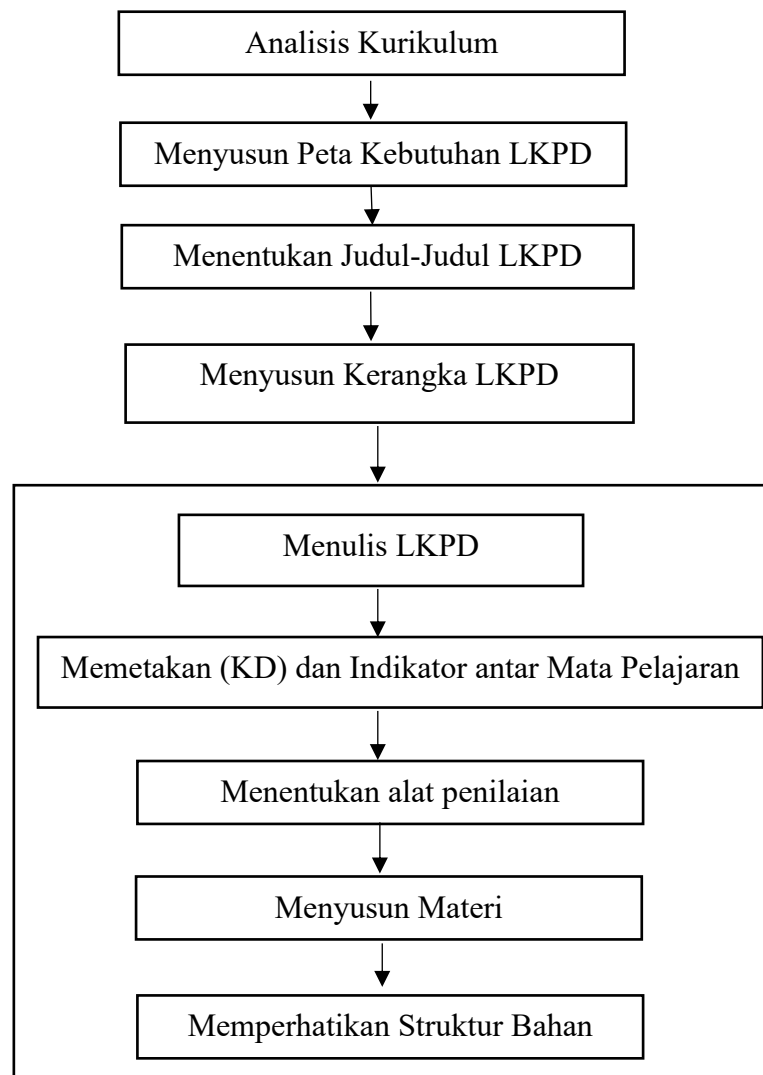 Analisis Kurikulum
Menyusun Peta Kebutuhan LKPD
Menentukan Judul-Judul LKPD
Menyusun Kerangka LKPD
Menulis LKPD
Memetakan (KD) dan Indikator antar Mata Pelajaran
Menentukan alat penilaian
Menyusun Materi
Memperhatikan Struktur Bahan